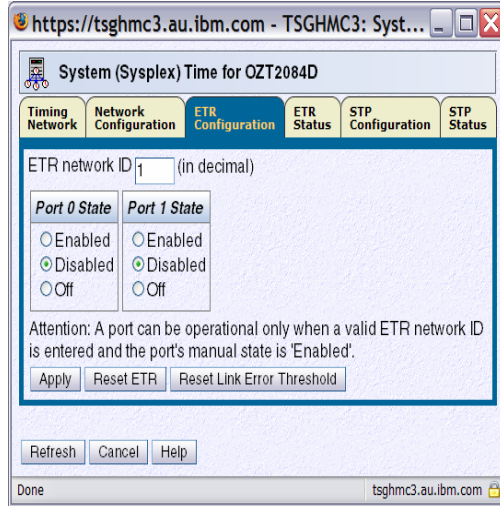 https://tsghmc3.au.ibm.com - TSGHMC3: Syst...
System (Sysplex) Time for OZT2084D
Timing Network
Network Configuration
ETR Configuration
ETR Status
STP Configuration
STP Status
ETR network ID 1 (in decimal)
Port 0 State Port 1 State
Enabled Enabled
Disabled Disabled
Off Off
Attention: A port can be operational only when a valid ETR network ID
is entered and the port's manual state is 'Enabled'.
Apply Reset ETR Reset Link Error Threshold
Refresh Cancel Help
Done tsghmc3.au.ibm.com